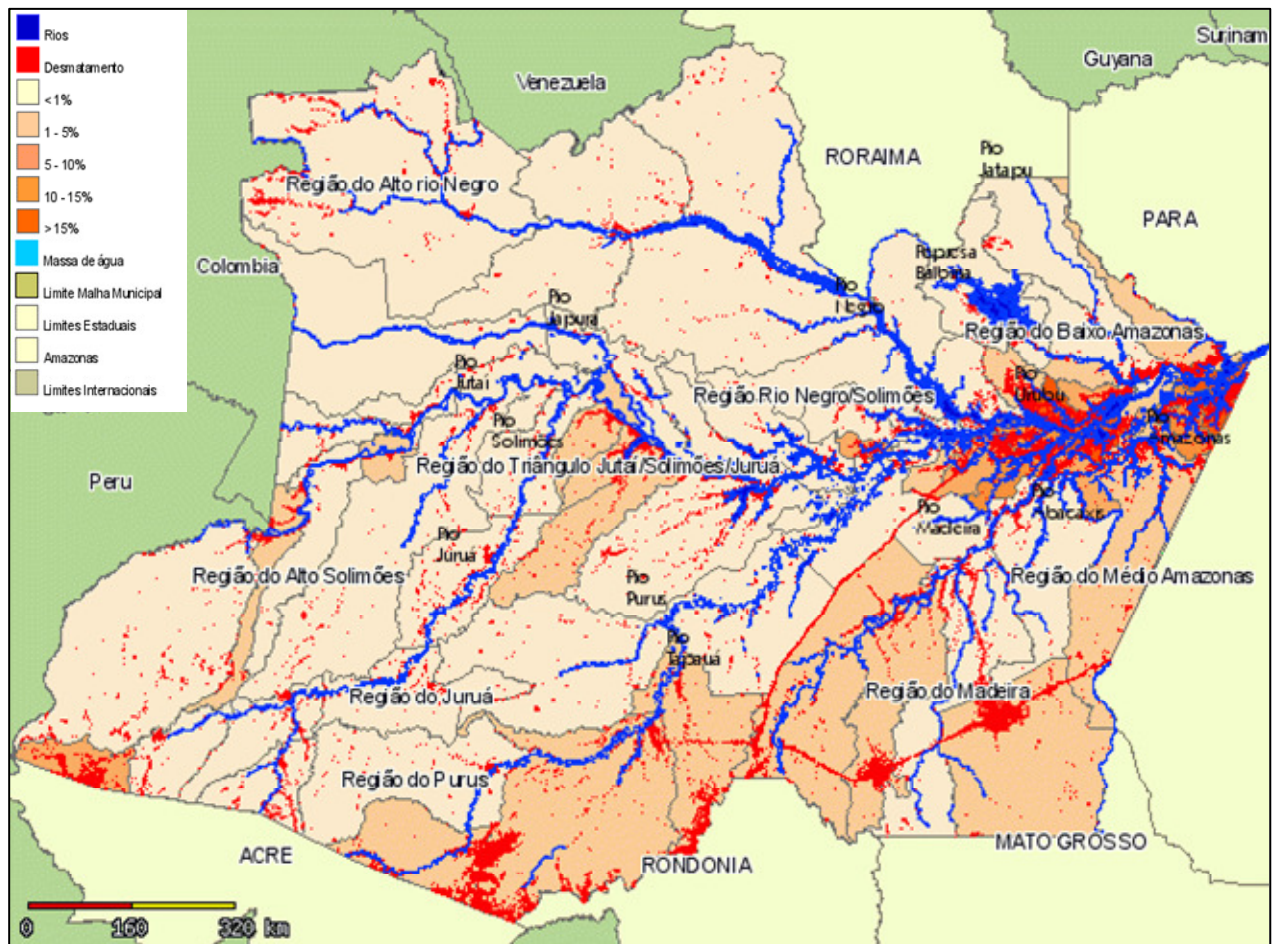 Rios
Desmatamento
<1%
1 - 5%
5 - 10%
10 - 15%
>15%
Massa de água
Limite Malha Municipal
Limites Estaduais
Amazonas
Limites Internacionais
Surinam
Guyana
Venezuela
RORAIMA
Rio
Jatapu
PARA
Região do Alto rio Negro
Colombia
Represa
Balbina
Rio
Negro
Rio
Japurá
Região do Baixo Amazonas
Rio
Jutaí
Rio
Urubu
Região Rio Negro/Solimões
Rio
Solimões
Rio
Amazonas
Região do Triângulo Jutaí/Solimões/Juruá
Peru
Rio
Abacaxis
Rio
Madeira
Rio
Juruá
Região do Alto Solimões
Rio
Purus
Região do Médio Amazonas
Rio
Tapauá
Região do Juruá
Região do Madeira
Região do Purus
ACRE
RONDONIA
MATO GROSSO
0 160 320 km